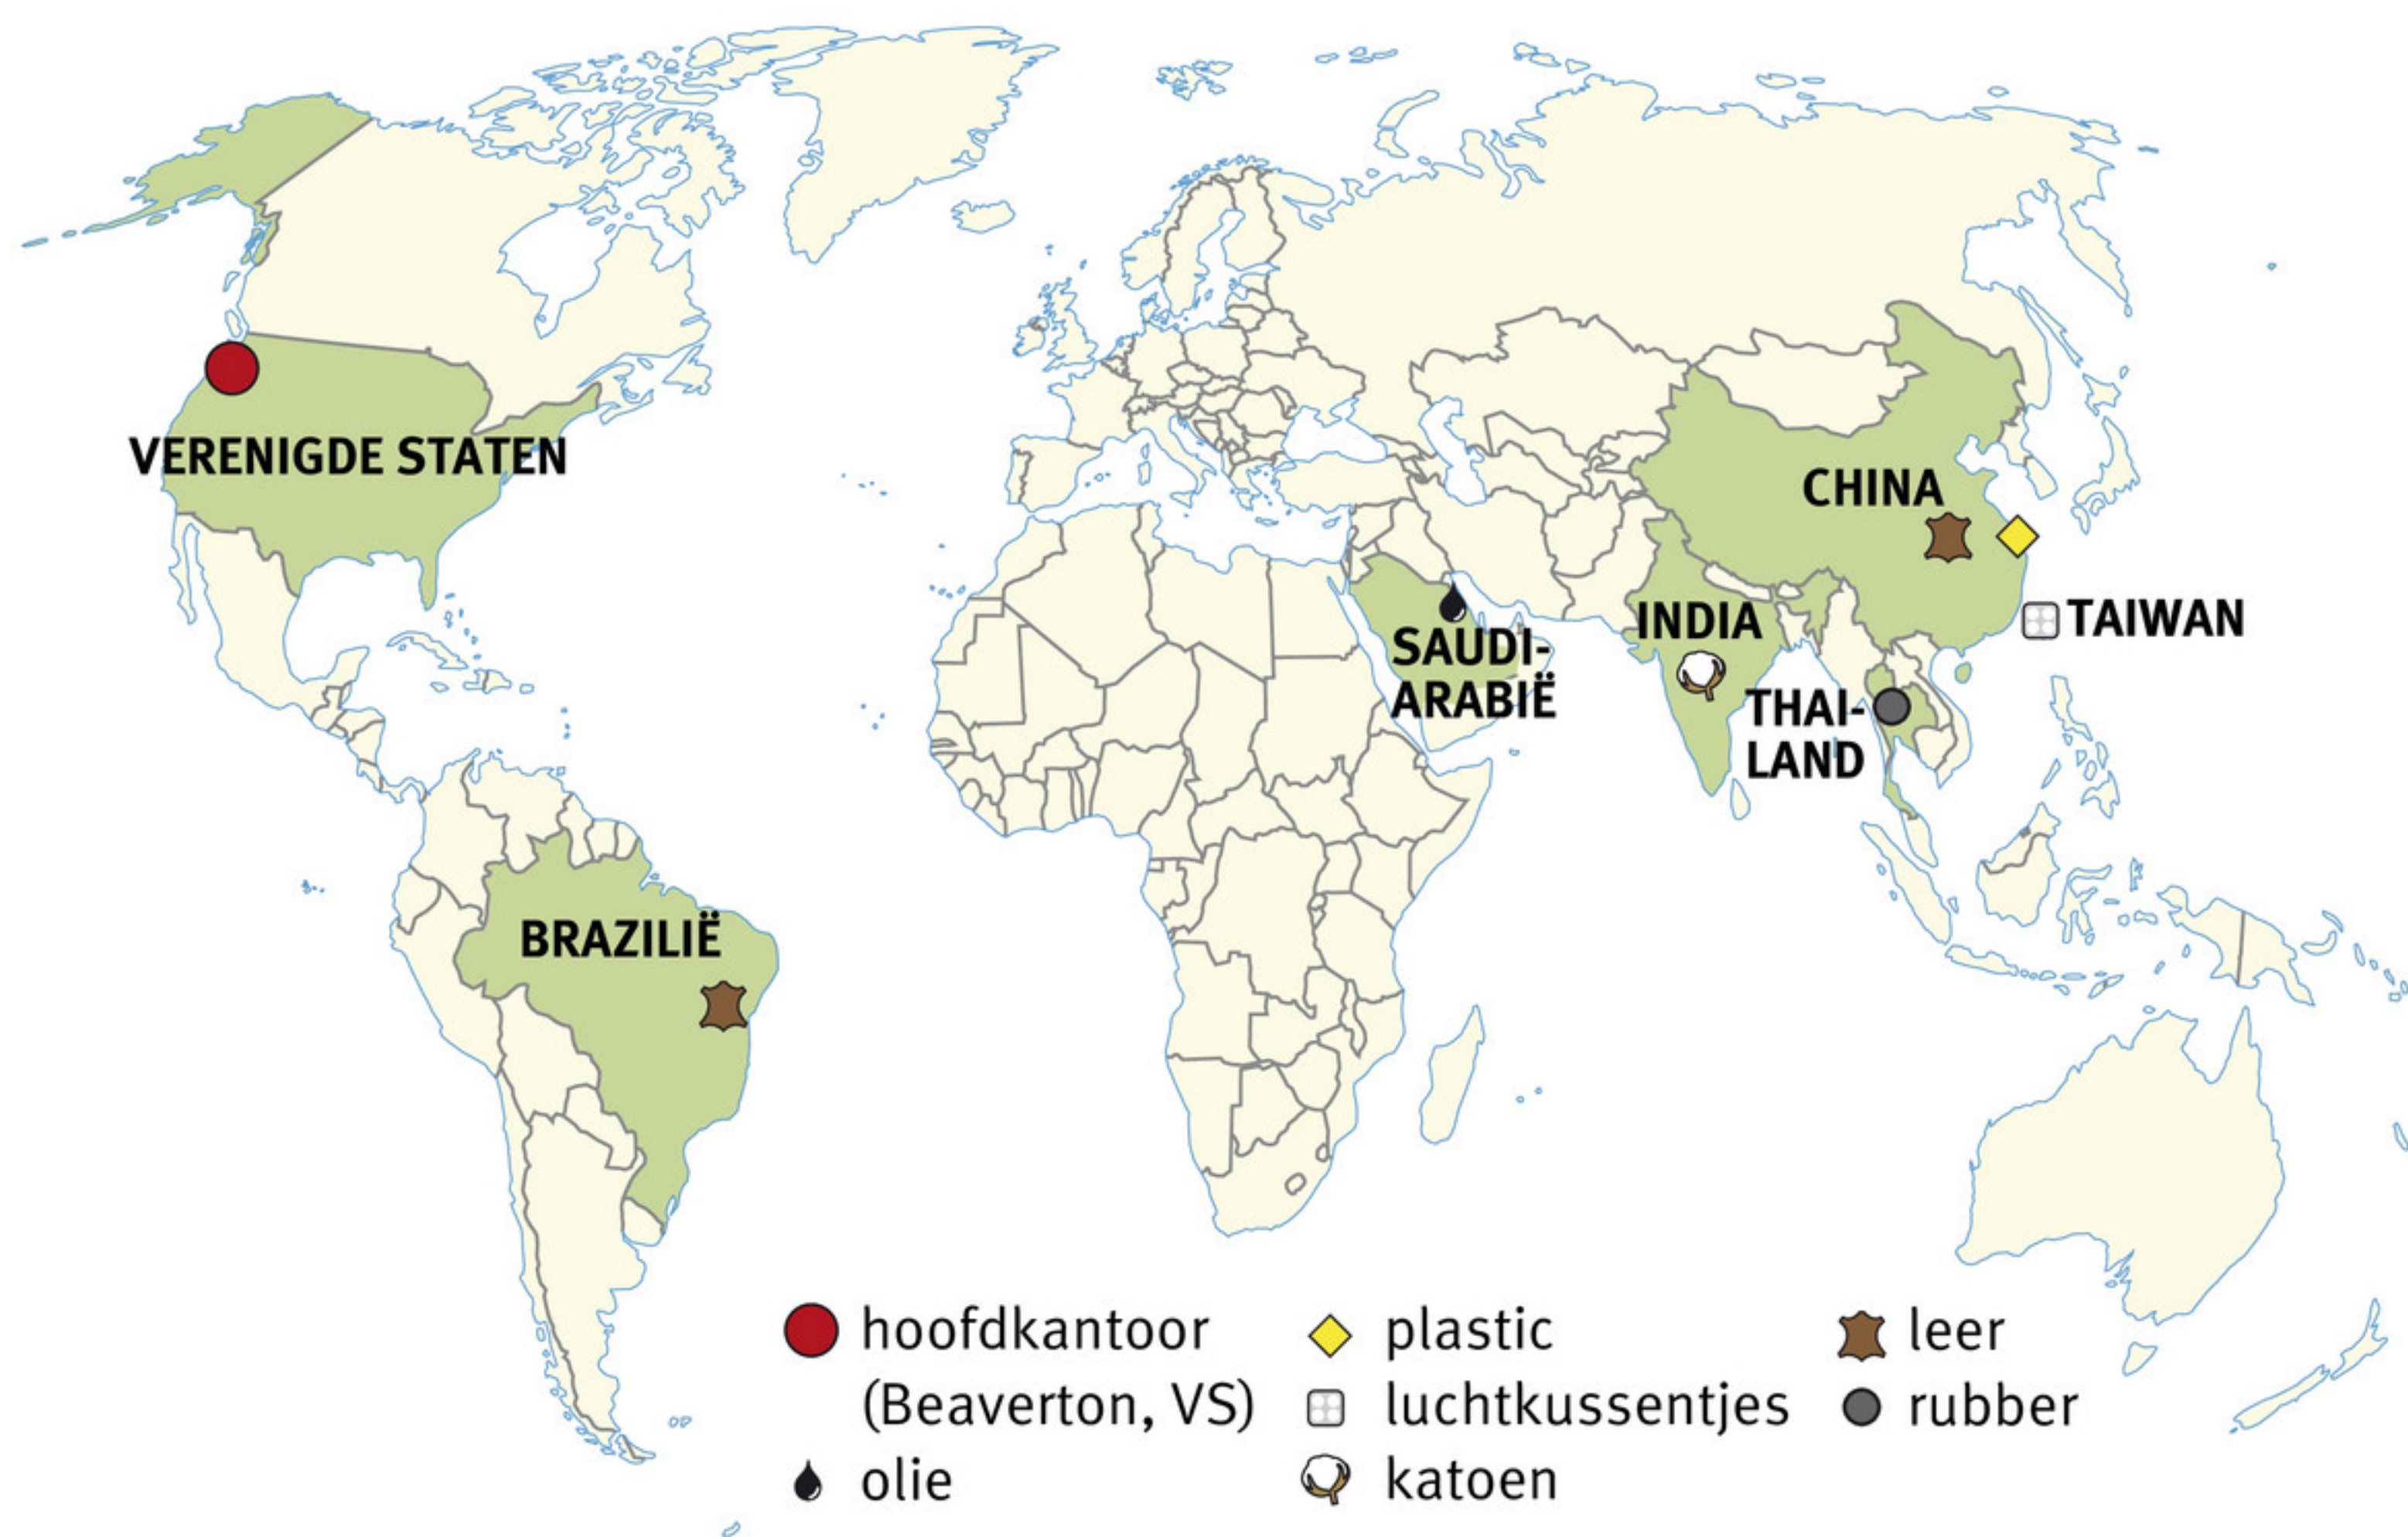 VERENIGDE STATEN
CHINA
INDIA
TAIWAN
SAUDI-
ARABIË
THAI-
LAND
BRAZILIË
hoofdkantoor
(Beaverton, VS)
olie
plastic
luchtkussentjes
katoen
leer
rubber